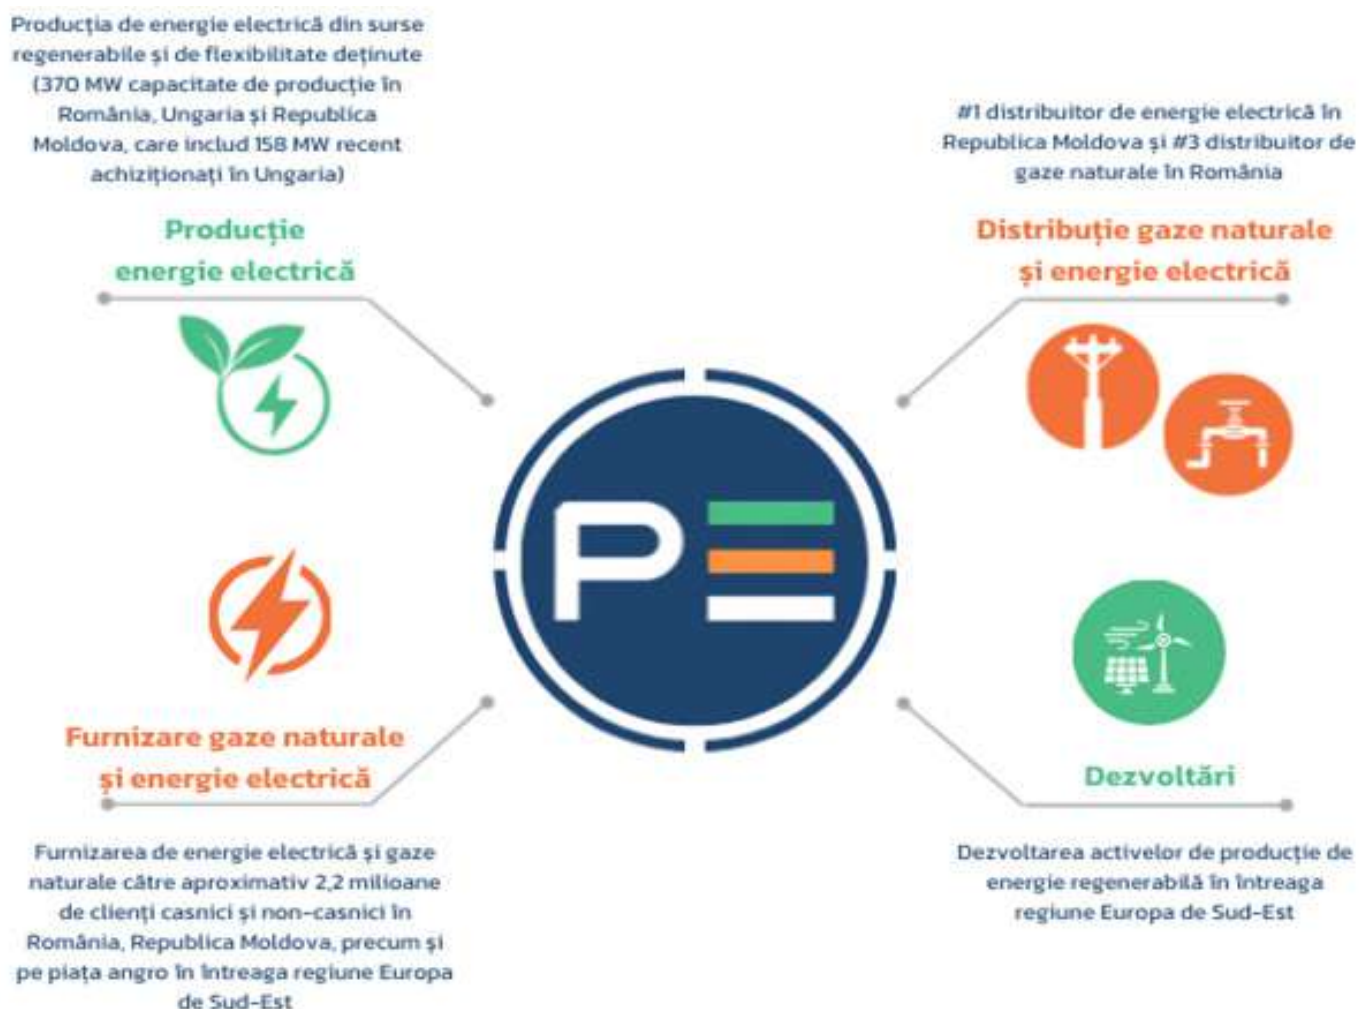 Producția de energie electrică din surse
regenerabile și de flexibilitate deținute
(370 MW capacitate de producție în
România, Ungaria și Republica
Moldova, care includ 158 MW recent
achiziționați în Ungaria)
Producție
energie electrică
#1 distribuitor de energie electrică în
Republica Moldova și #3 distribuitor de
gaze naturale în România
Distribuție gaze naturale
și energie electrică
PE
Furnizare gaze naturale
și energie electrică
Furnizarea de energie electrică și gaze
naturale către aproximativ 2,2 milioane
de clienți casnici și non-casnici în
România, Republica Moldova, precum și
pe piața angro în întreaga regiune Europa
de Sud-Est
Dezvoltări
Dezvoltarea activelor de producție de
energie regenerabilă în întreaga
regiune Europa de Sud-Est